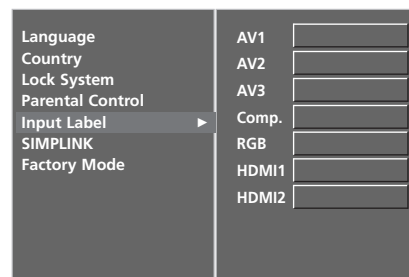 Language
Country
Lock System
Parental Control
Input Label ►
SIMPLINK
Factory Mode
AV1
AV2
AV3
Comp.
RGB
HDMI1
HDMI2